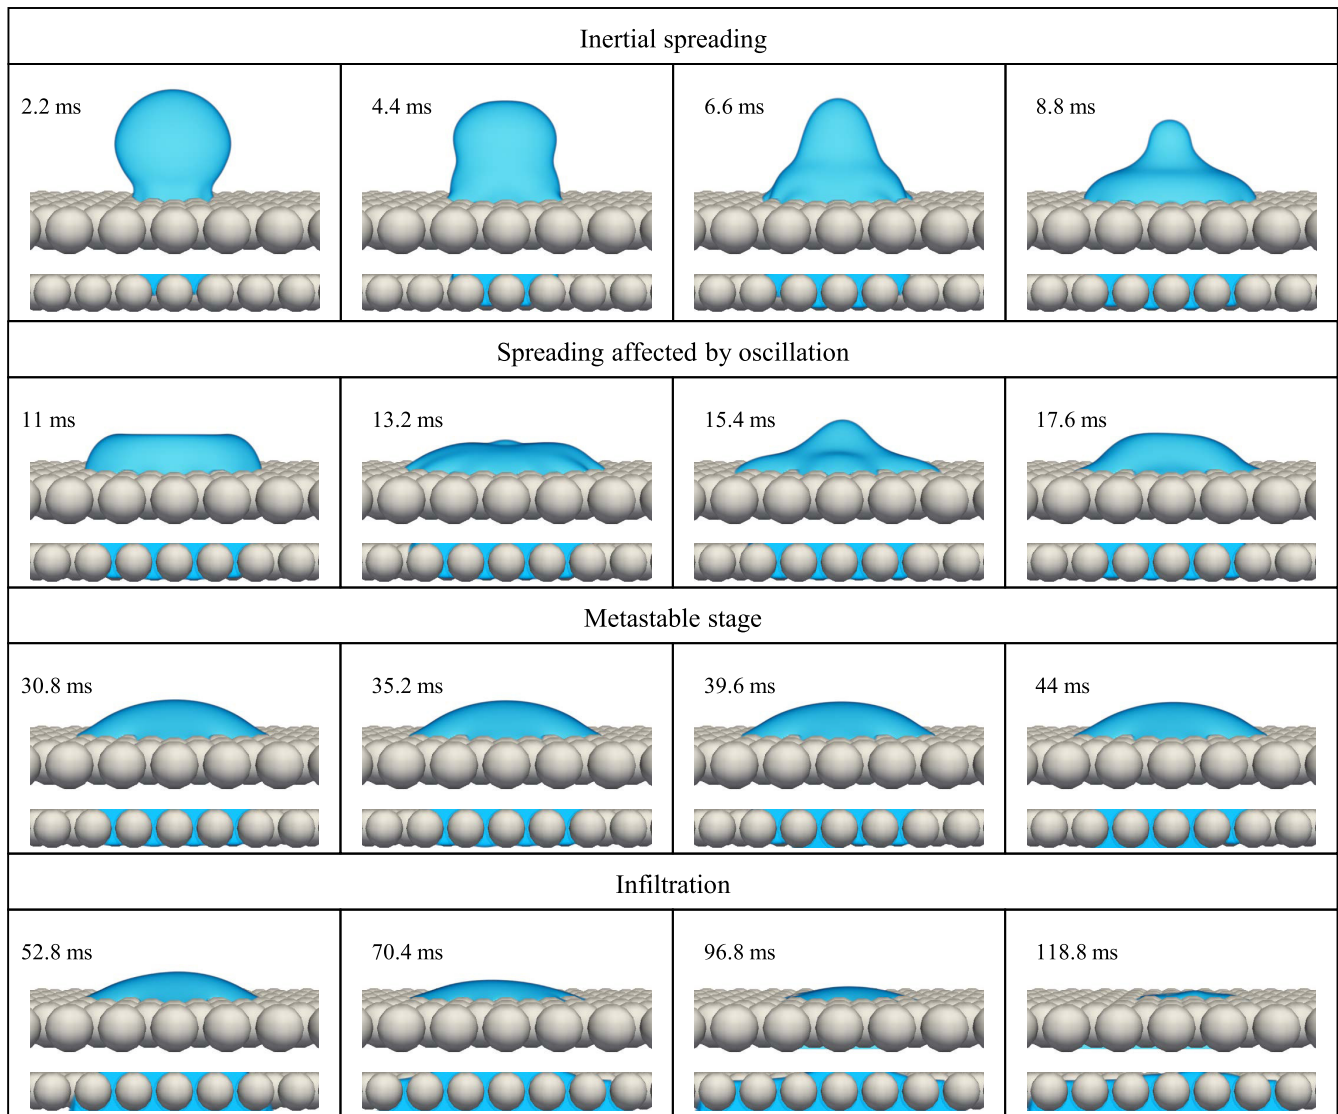 Inertial spreading
2.2 ms
4.4 ms
6.6 ms
8.8 ms
Spreading affected by oscillation
11 ms
13.2 ms
15.4 ms
17.6 ms
Metastable stage
30.8 ms
35.2 ms
39.6 ms
44 ms
Infiltration
52.8 ms
70.4 ms
96.8 ms
118.8 ms